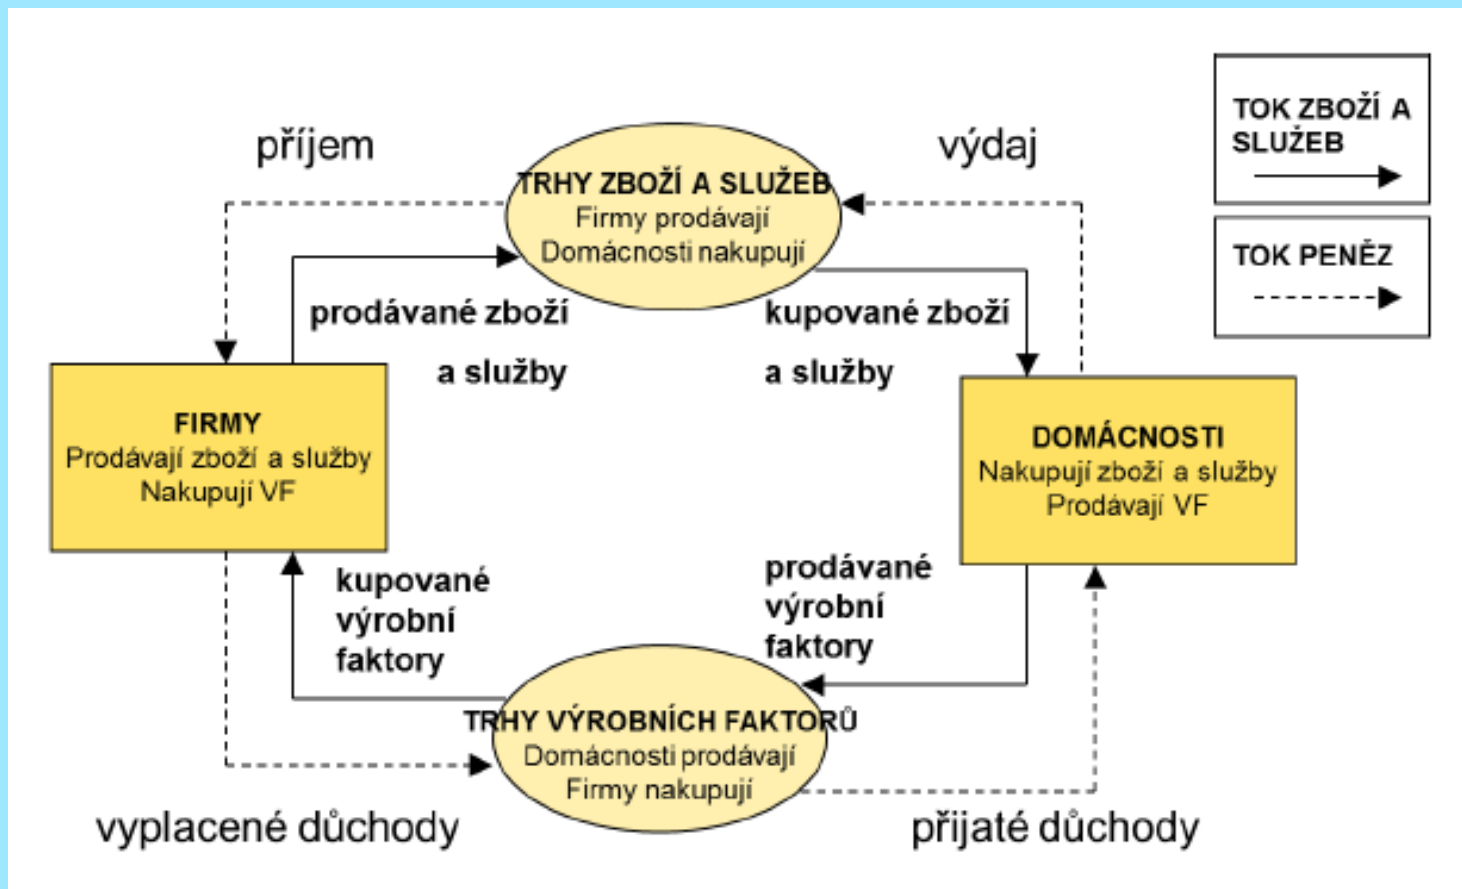 příjem
výdaj
TOK ZBOŽÍ A
SLUŽEB
TOK PENĚZ
TRHY ZBOŽÍ A SLUŽEB
Firmy prodávají
Domácnosti nakupují
prodávané zboží
a služby
kupované zboží
a služby
FIRMY
Prodávají zboží a služby
Nakupují VF
DOMÁCNOSTI
Nakupují zboží a služby
Prodávají VF
kupované
výrobní
faktory
prodávané
výrobní
faktory
TRHY VÝROBNÍCH FAKTORŮ
Domácnosti prodávají
Firmy nakupují
vyplacené důchody
přijaté důchody